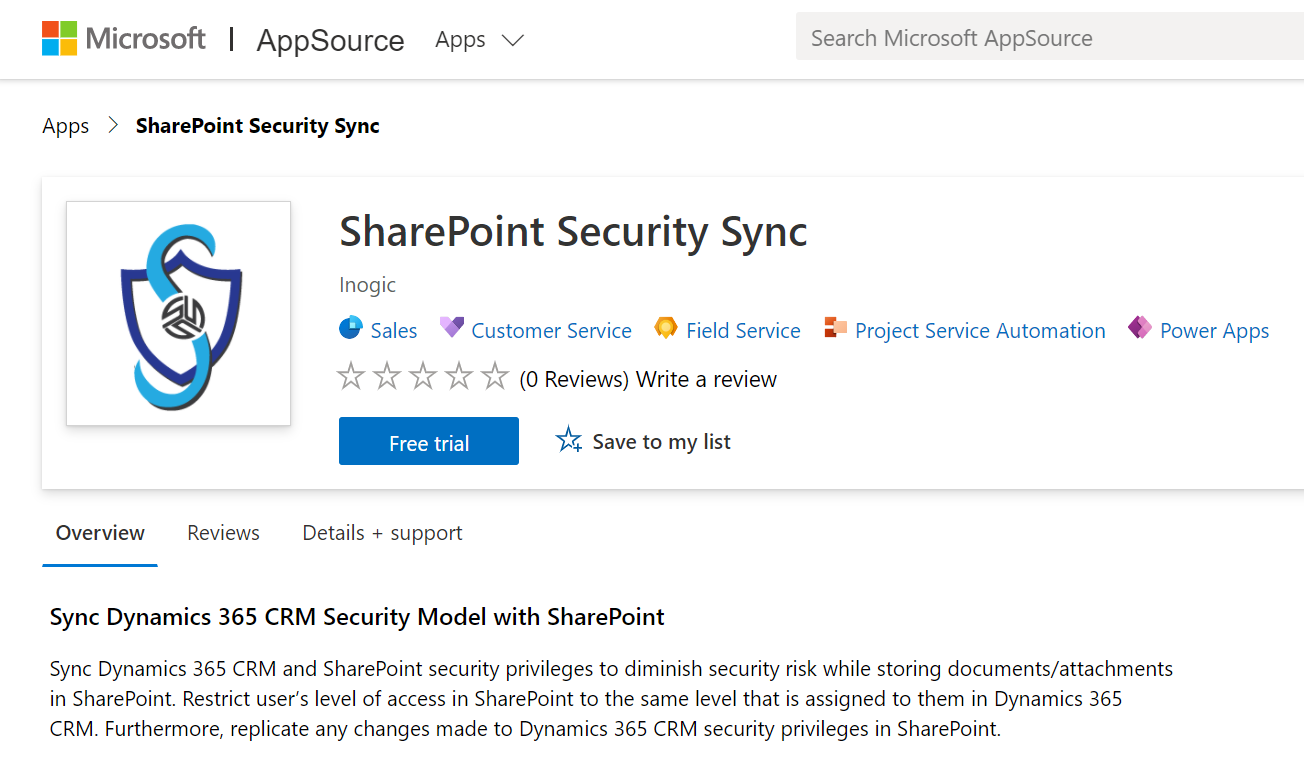 Microsoft | AppSource Apps Search Microsoft AppSource
Apps > SharePoint Security Sync
SharePoint Security Sync
Inogic
Sales Customer Service Field Service Project Service Automation Power Apps
(0 Reviews) Write a review
Free trial Save to my list
Overview Reviews Details + support
Sync Dynamics 365 CRM Security Model with SharePoint
Sync Dynamics 365 CRM and SharePoint security privileges to diminish security risk while storing documents/attachments
in SharePoint. Restrict user’s level of access in SharePoint to the same level that is assigned to them in Dynamics 365
CRM. Furthermore, replicate any changes made to Dynamics 365 CRM security privileges in SharePoint.